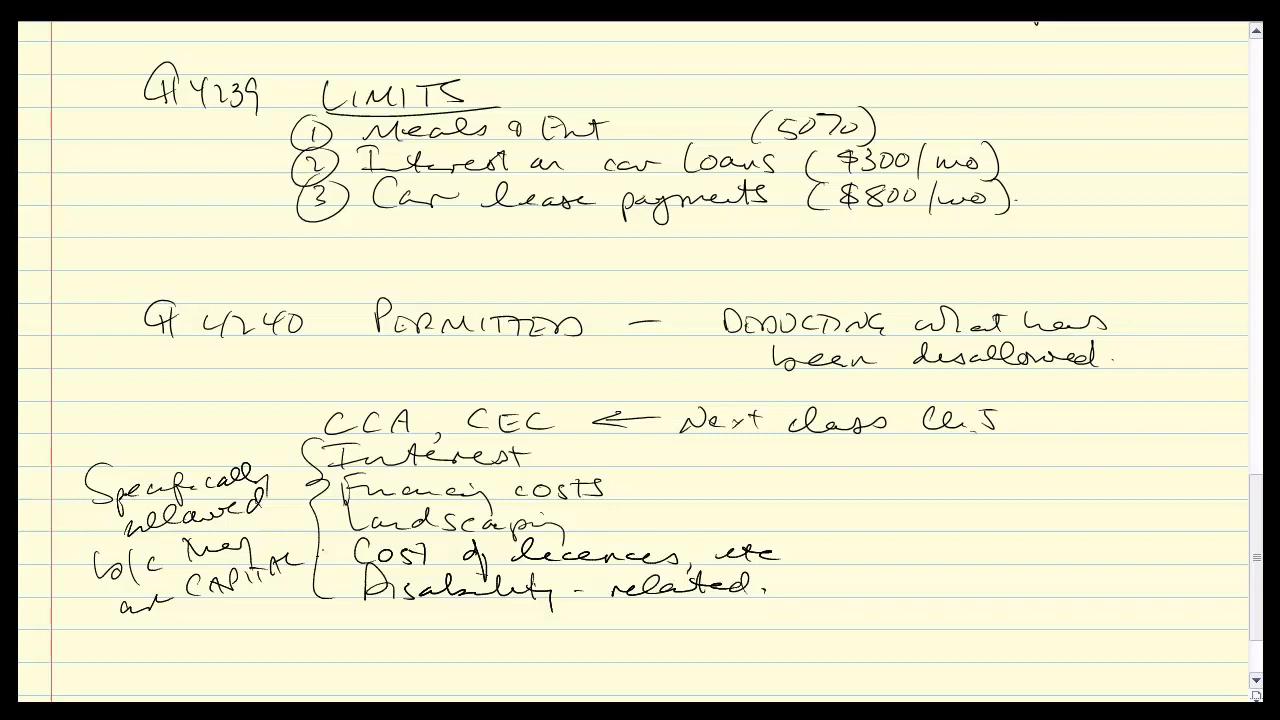 ¶ 4239 LIMITS
① Meals & Ent (50%)
② Interest on car loans ($300/mo)
③ Car lease payments ($800/mo).
¶ 4240 PERMITTED — DEDUCTING what has
been disallowed.
CCA, CEC ← Next class Ch. 5
Interest
Financing costs
Landscaping
Cost of licences, etc
Disability-related.
Specifically
allowed
b/c they
are CAPITAL